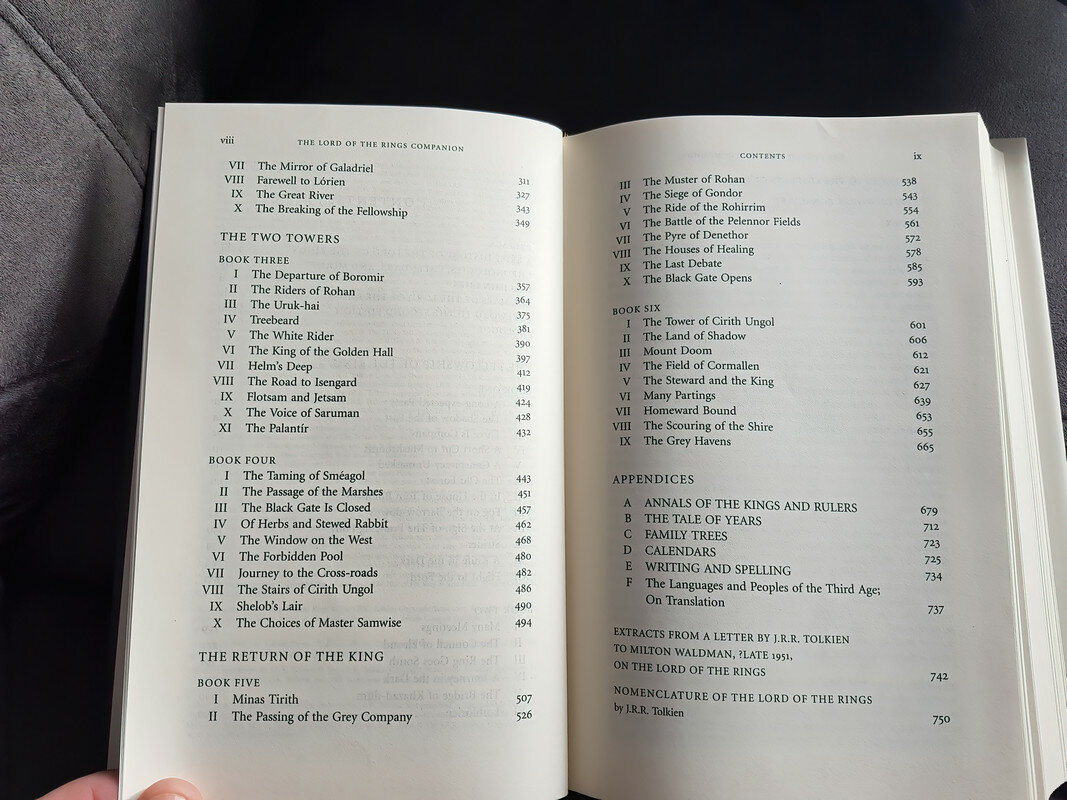 viii
THE LORD OF THE RINGS COMPANION
VII The Mirror of Galadriel 311
VIII Farewell to Lórien 327
IX The Great River 343
X The Breaking of the Fellowship 349
THE TWO TOWERS
BOOK THREE
I The Departure of Boromir 357
II The Riders of Rohan 364
III The Uruk-hai 375
IV Treebeard 381
V The White Rider 390
VI The King of the Golden Hall 397
VII Helm's Deep 412
VIII The Road to Isengard 419
IX Flotsam and Jetsam 424
X The Voice of Saruman 428
XI The Palantír 432
BOOK FOUR
I The Taming of Sméagol 443
II The Passage of the Marshes 451
III The Black Gate Is Closed 457
IV Of Herbs and Stewed Rabbit 462
V The Window on the West 468
VI The Forbidden Pool 480
VII Journey to the Cross-roads 482
VIII The Stairs of Cirith Ungol 486
IX Shelob's Lair 490
X The Choices of Master Samwise 494
THE RETURN OF THE KING
BOOK FIVE
I Minas Tirith 507
II The Passing of the Grey Company 526
CONTENTS
ix
III The Muster of Rohan 538
IV The Siege of Gondor 543
V The Ride of the Rohirrim 554
VI The Battle of the Pelennor Fields 561
VII The Pyre of Denethor 572
VIII The Houses of Healing 578
IX The Last Debate 585
X The Black Gate Opens 593
BOOK SIX
I The Tower of Cirith Ungol 601
II The Land of Shadow 606
III Mount Doom 612
IV The Field of Cormallen 621
V The Steward and the King 627
VI Many Partings 639
VII Homeward Bound 653
VIII The Scouring of the Shire 655
IX The Grey Havens 665
APPENDICES
A ANNALS OF THE KINGS AND RULERS 679
B THE TALE OF YEARS 712
C FAMILY TREES 723
D CALENDARS 725
E WRITING AND SPELLING 734
F The Languages and Peoples of the Third Age;
On Translation 737
EXTRACTS FROM A LETTER BY J.R.R. TOLKIEN
TO MILTON WALDMAN, ?LATE 1951,
ON THE LORD OF THE RINGS 742
NOMENCLATURE OF THE LORD OF THE RINGS
by J.R.R. Tolkien 750